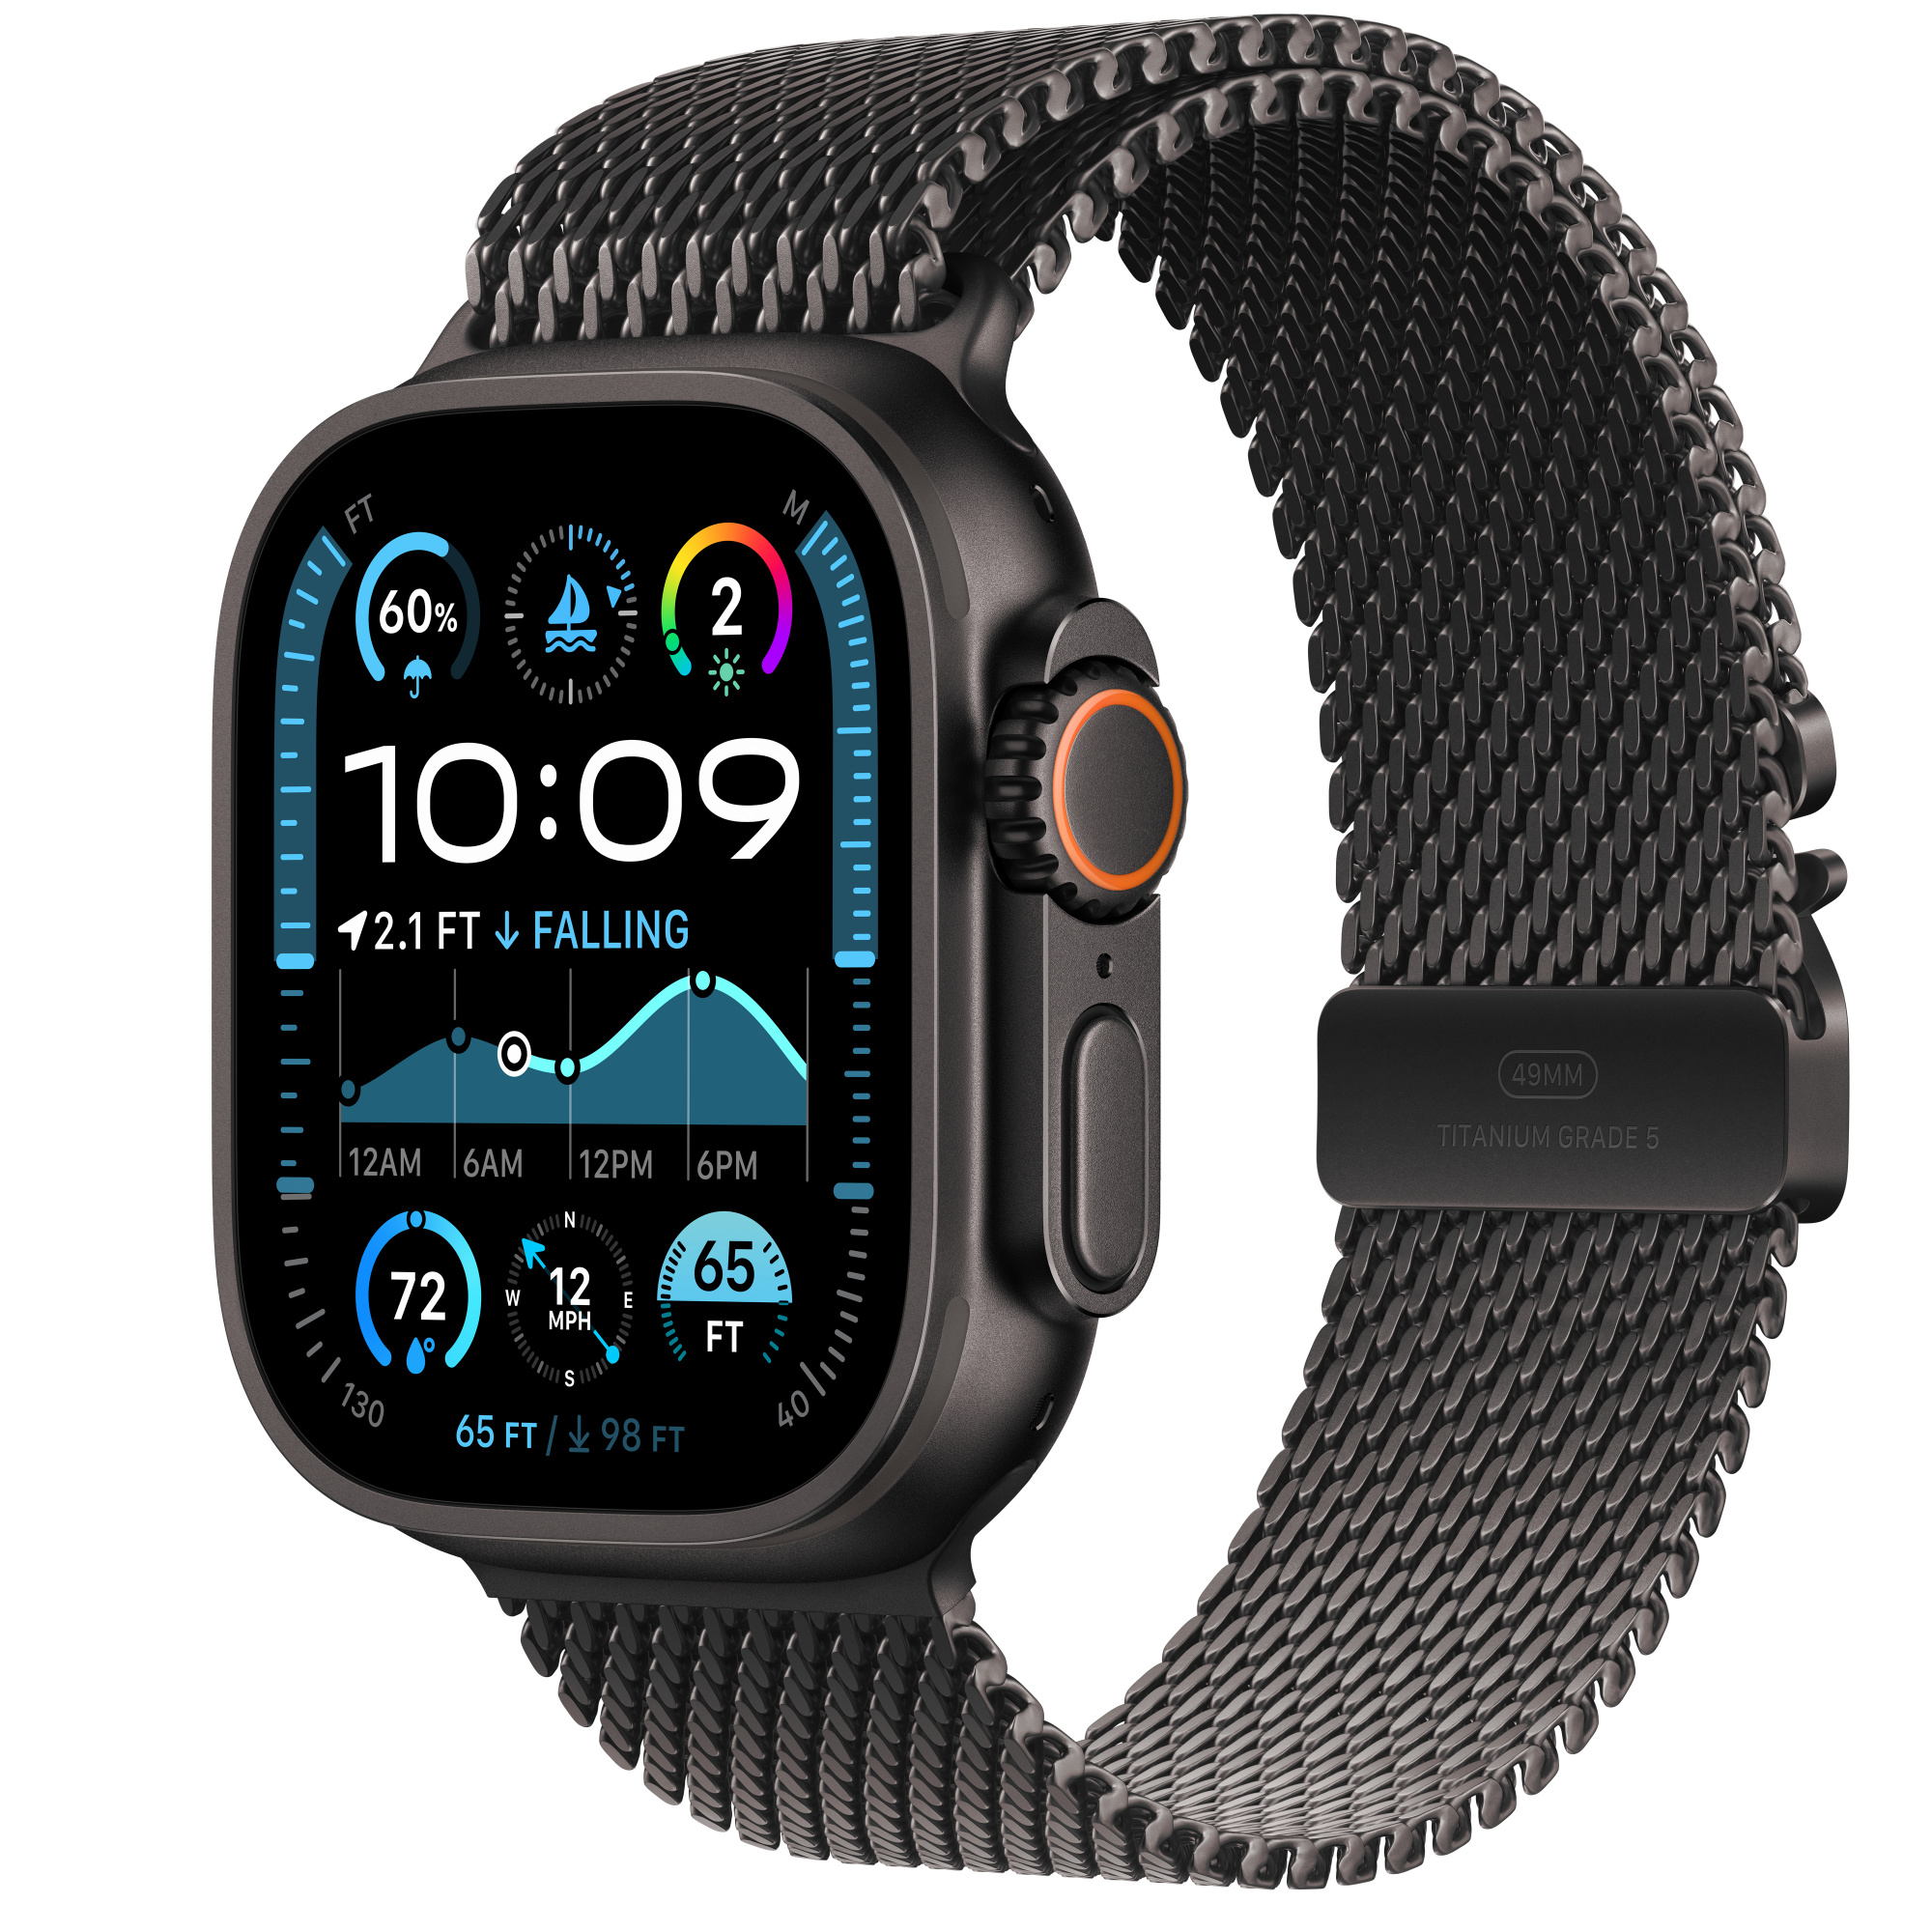 FT
M
60%
2
10:09
2.1 FT ↓ FALLING
12AM 6AM 12PM 6PM
72
N
W
E
S
12
MPH
65
FT
130
40
65 FT / ↓ 98 FT
49MM
TITANIUM GRADE 5